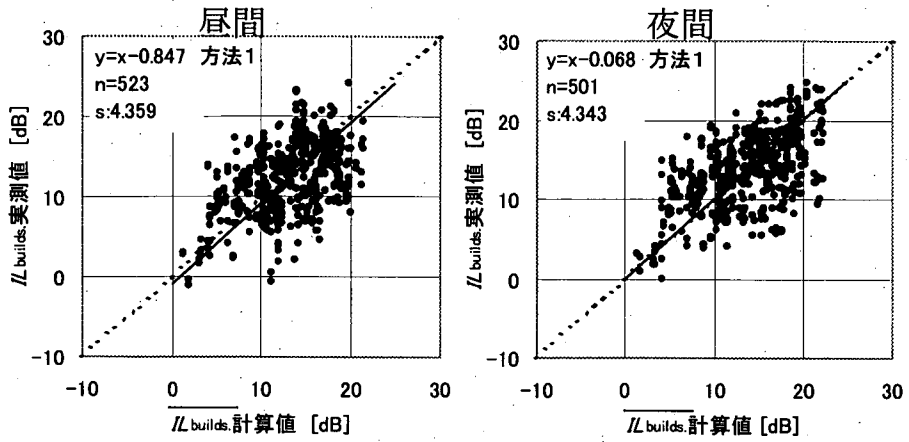 昼間
y=x-0.847 方法1
n=523
s:4.359
30
20
10
0
-10
ILbuilds.実測値 [dB]
-10 0 10 20 30
ILbuilds.計算値 [dB]
夜間
y=x-0.068 方法1
n=501
s:4.343
30
20
10
0
-10
ILbuilds.実測値 [dB]
-10 0 10 20 30
ILbuilds.計算値 [dB]